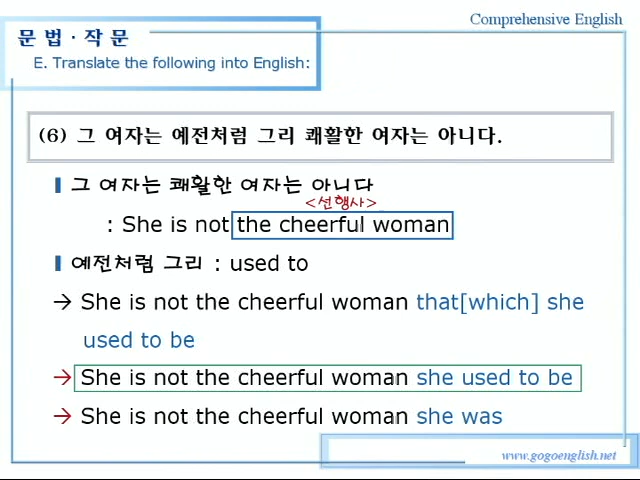 Comprehensive English
문 법 · 작 문
E. Translate the following into English:
(6) 그 여자는 예전처럼 그리 쾌활한 여자는 아니다.
그 여자는 쾌활한 여자는 아니다
<선행사>
: She is not the cheerful woman
예전처럼 그리 : used to
→ She is not the cheerful woman that[which] she
used to be
→ She is not the cheerful woman she used to be
→ She is not the cheerful woman she was
www.gogoenglish.net